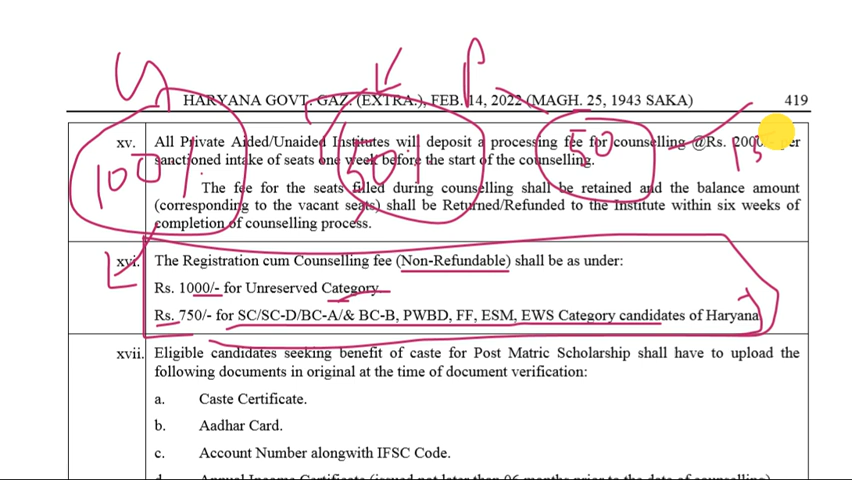 HARYANA GOVT. GAZ. (EXTRA.), FEB. 14, 2022 (MAGH. 25, 1943 SAKA) 419
xv. All Private Aided/Unaided Institutes will deposit a processing fee for counselling @Rs.
sanctioned intake of seats one week before the start of the counselling.
The fee for the seats filled during counselling shall be retained and the balance amount
(corresponding to the vacant seats) shall be Returned/Refunded to the Institute within six weeks of
completion of counselling process.
xvi. The Registration cum Counselling fee (Non-Refundable) shall be as under:
Rs. 1000/- for Unreserved Category
Rs. 750/- for SC/SC-D/BC-A/& BC-B, PWBD, FF, ESM, EWS Category candidates of Haryana
xvii. Eligible candidates seeking benefit of caste for Post Matric Scholarship shall have to upload the
following documents in original at the time of document verification:
a. Caste Certificate.
b. Aadhar Card.
c. Account Number alongwith IFSC Code.
100%
50%
50
15
K
P